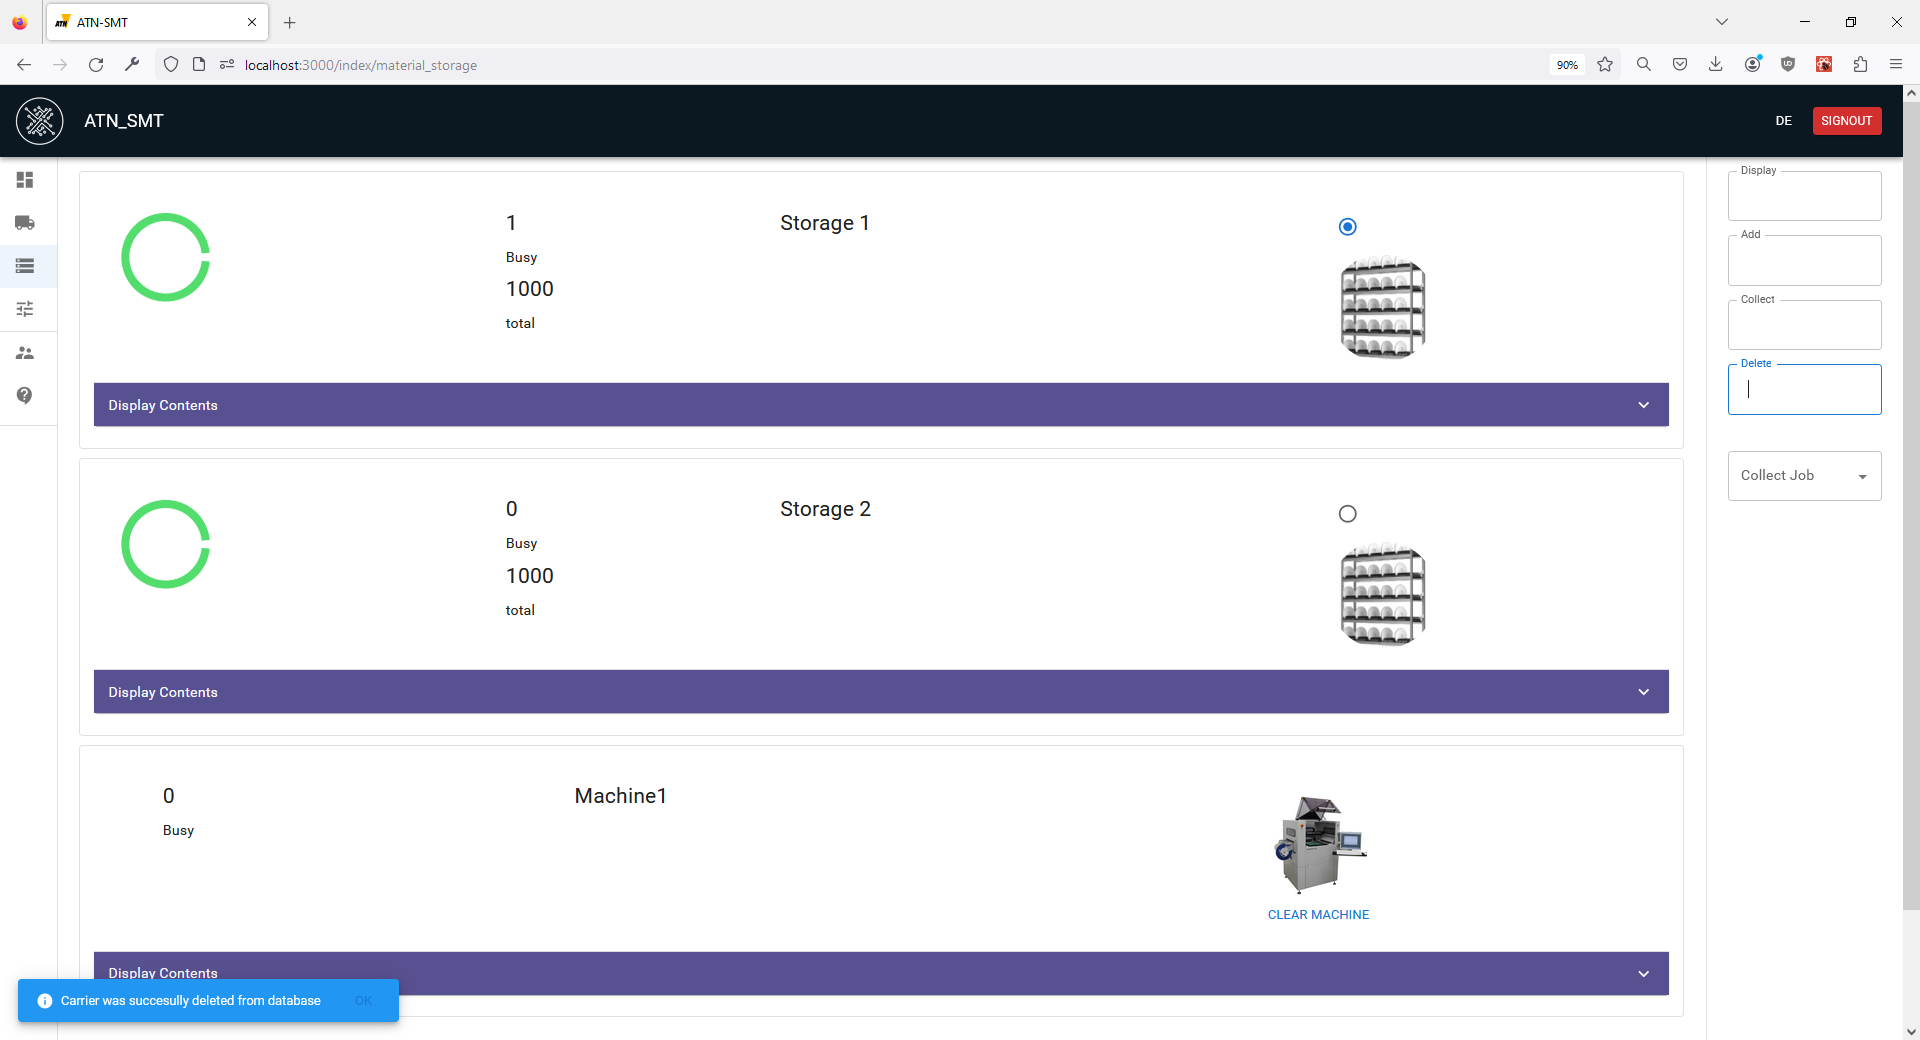 ATN-SMT
localhost:3000/index/material_storage
90%
ATN_SMT
DE
SIGNOUT
1
Busy
1000
total
Storage 1
Display Contents
0
Busy
1000
total
Storage 2
Display Contents
0
Busy
Machine1
CLEAR MACHINE
Display Contents
Display
Add
Collect
Delete
Collect Job
Carrier was succesully deleted from database
OK